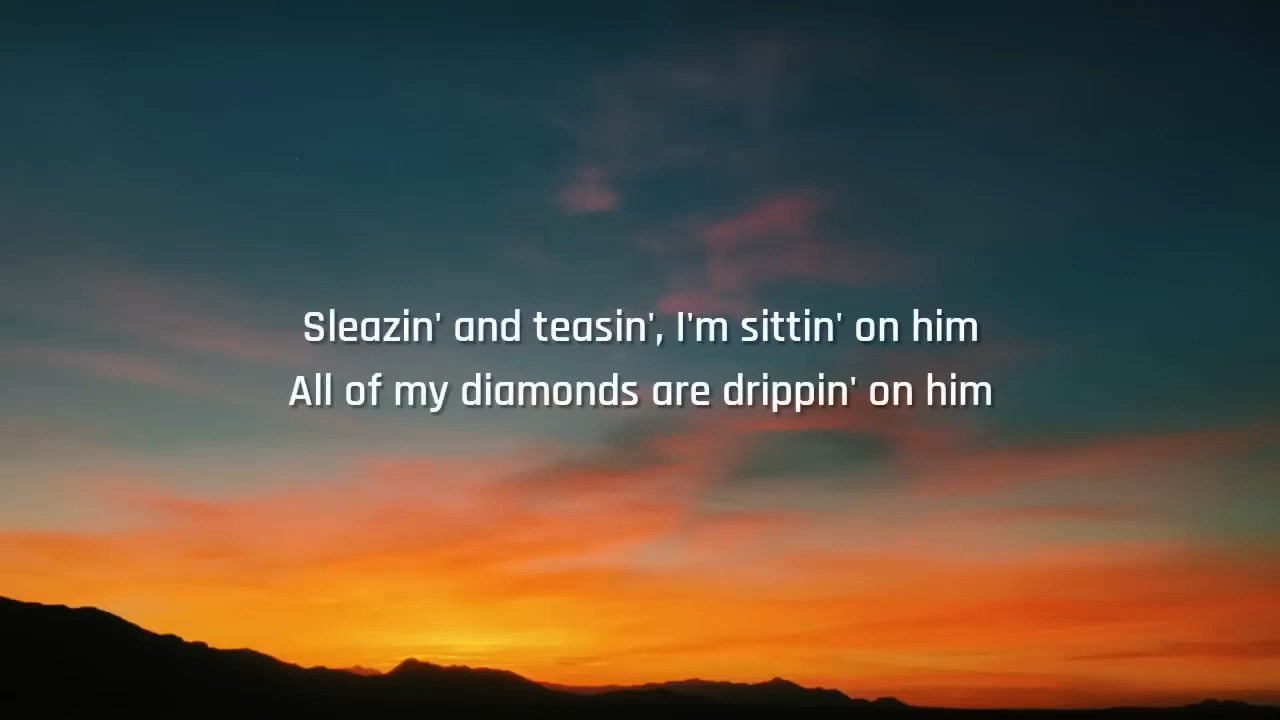 Sleazin' and teasin', I'm sittin' on him
All of my diamonds are drippin' on him